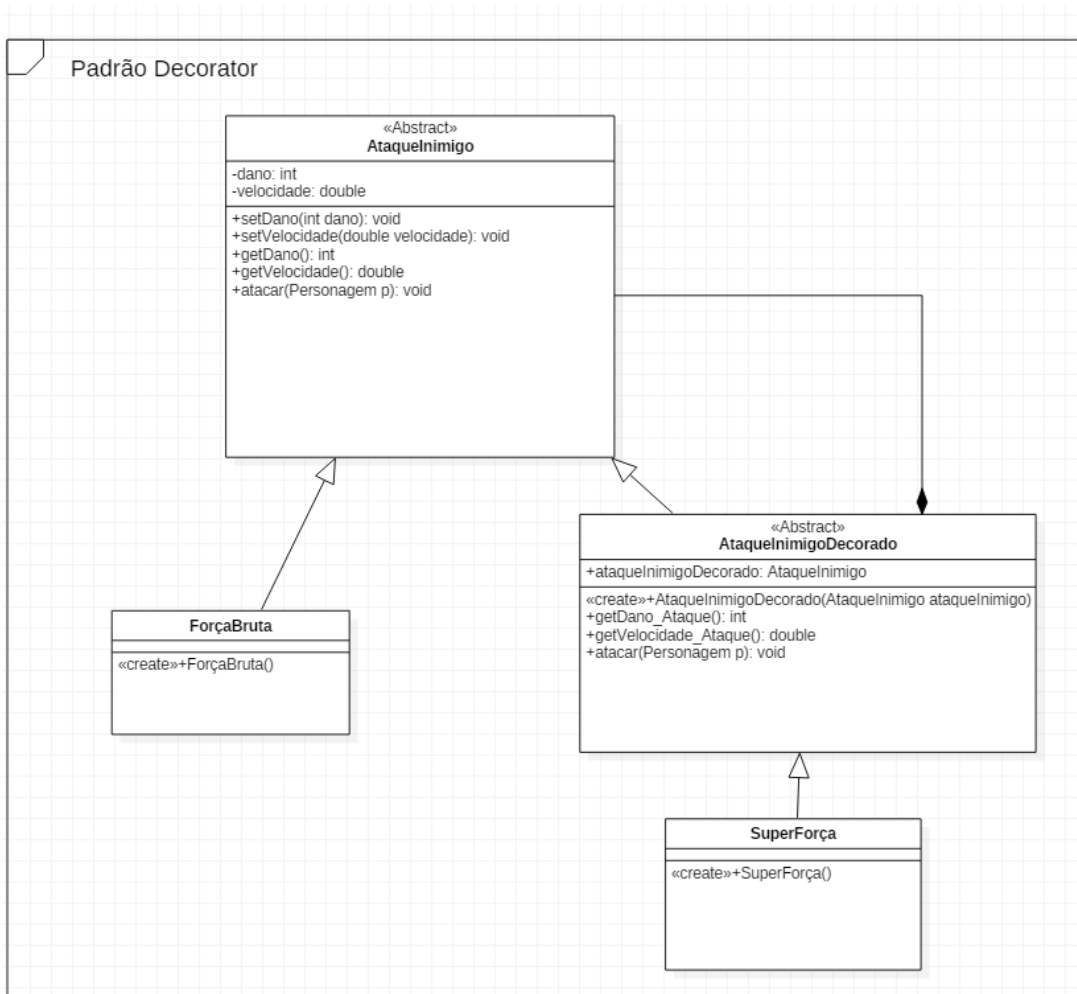 Padrão Decorator
«Abstract»
AtaqueInimigo
-dano: int
-velocidade: double
+setDano(int dano): void
+setVelocidade(double velocidade): void
+getDano(): int
+getVelocidade(): double
+atacar(Personagem p): void
«Abstract»
AtaqueInimigoDecorado
+ataqueInimigoDecorado: AtaqueInimigo
«create»+AtaqueInimigoDecorado(AtaqueInimigo ataqueInimigo)
+getDano_Ataque(): int
+getVelocidade_Ataque(): double
+atacar(Personagem p): void
ForçaBruta
«create»+ForçaBruta()
SuperForça
«create»+SuperForça()